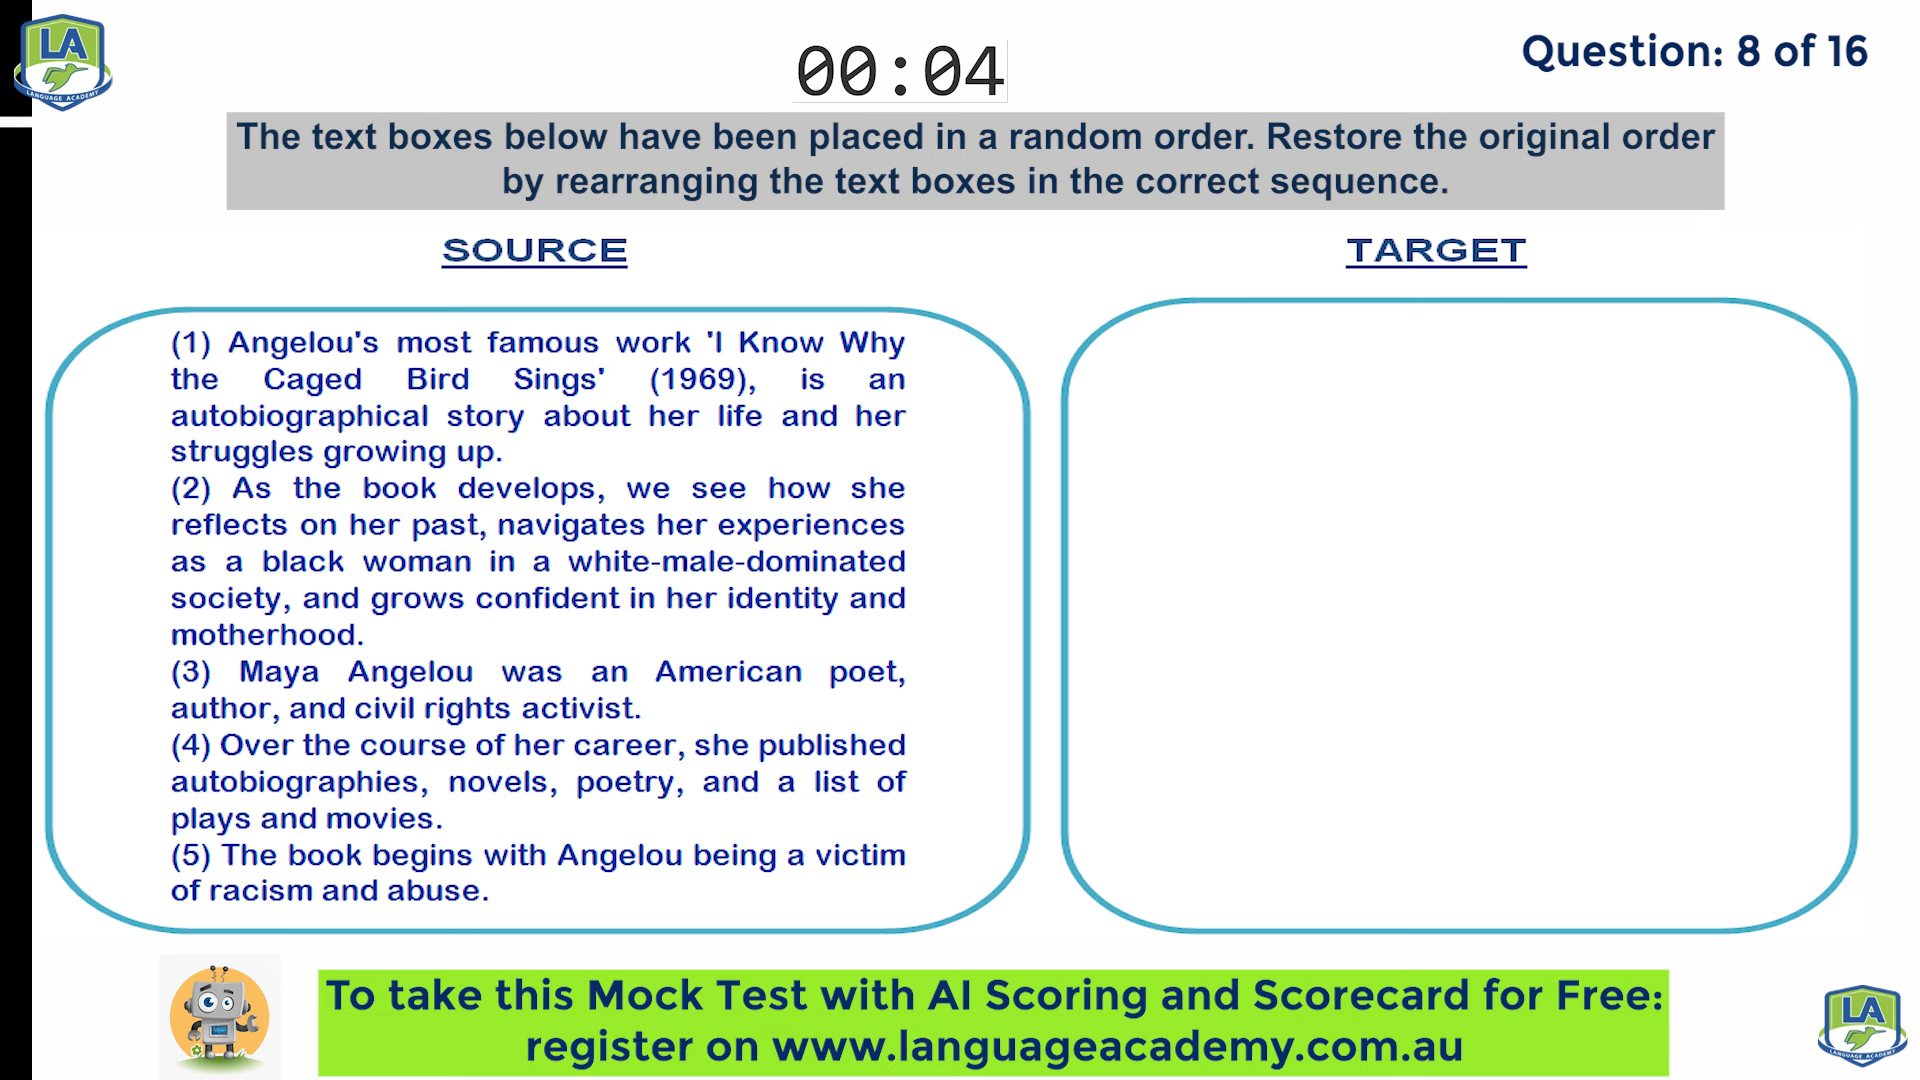 LA
LANGUAGE ACADEMY
00:04
Question: 8 of 16
The text boxes below have been placed in a random order. Restore the original order
by rearranging the text boxes in the correct sequence.
SOURCE
TARGET
(1) Angelou's most famous work 'I Know Why
the Caged Bird Sings' (1969), is an
autobiographical story about her life and her
struggles growing up.
(2) As the book develops, we see how she
reflects on her past, navigates her experiences
as a black woman in a white-male-dominated
society, and grows confident in her identity and
motherhood.
(3) Maya Angelou was an American poet,
author, and civil rights activist.
(4) Over the course of her career, she published
autobiographies, novels, poetry, and a list of
plays and movies.
(5) The book begins with Angelou being a victim
of racism and abuse.
To take this Mock Test with AI Scoring and Scorecard for Free:
register on www.languageacademy.com.au
LA
LANGUAGE ACADEMY